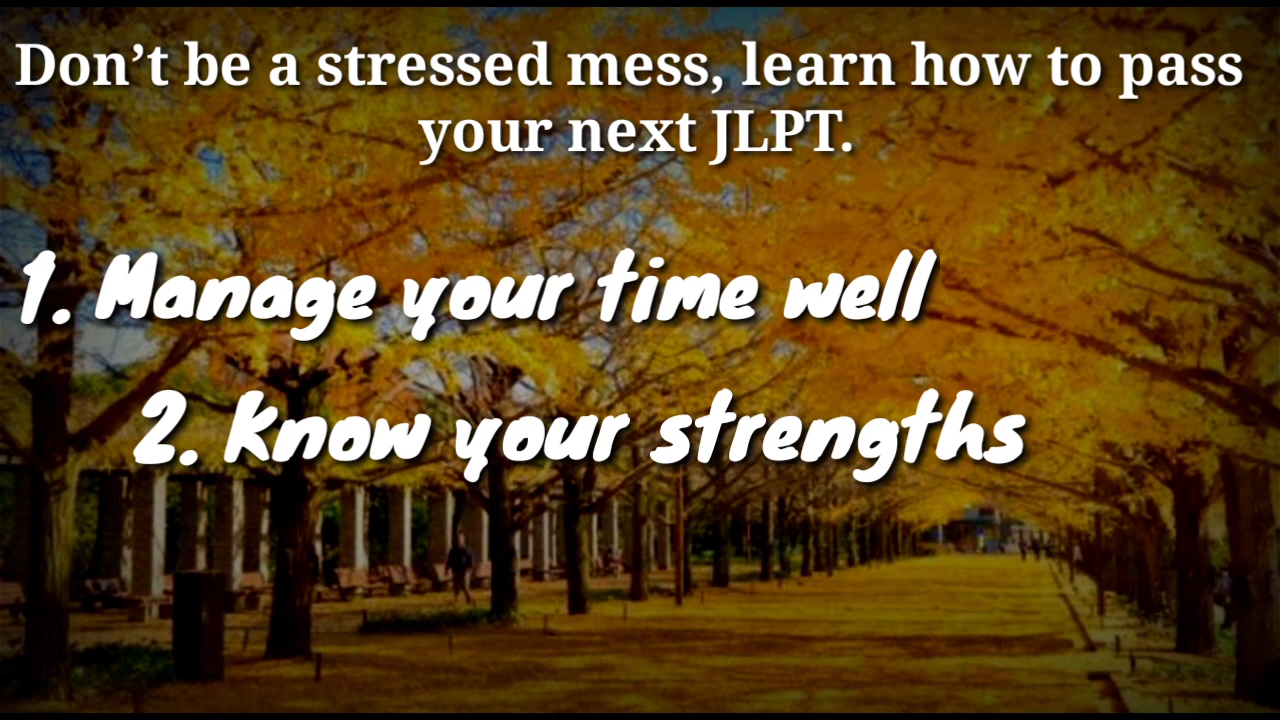 Don’t be a stressed mess, learn how to pass
your next JLPT.
1. Manage your time well
2. Know your strengths